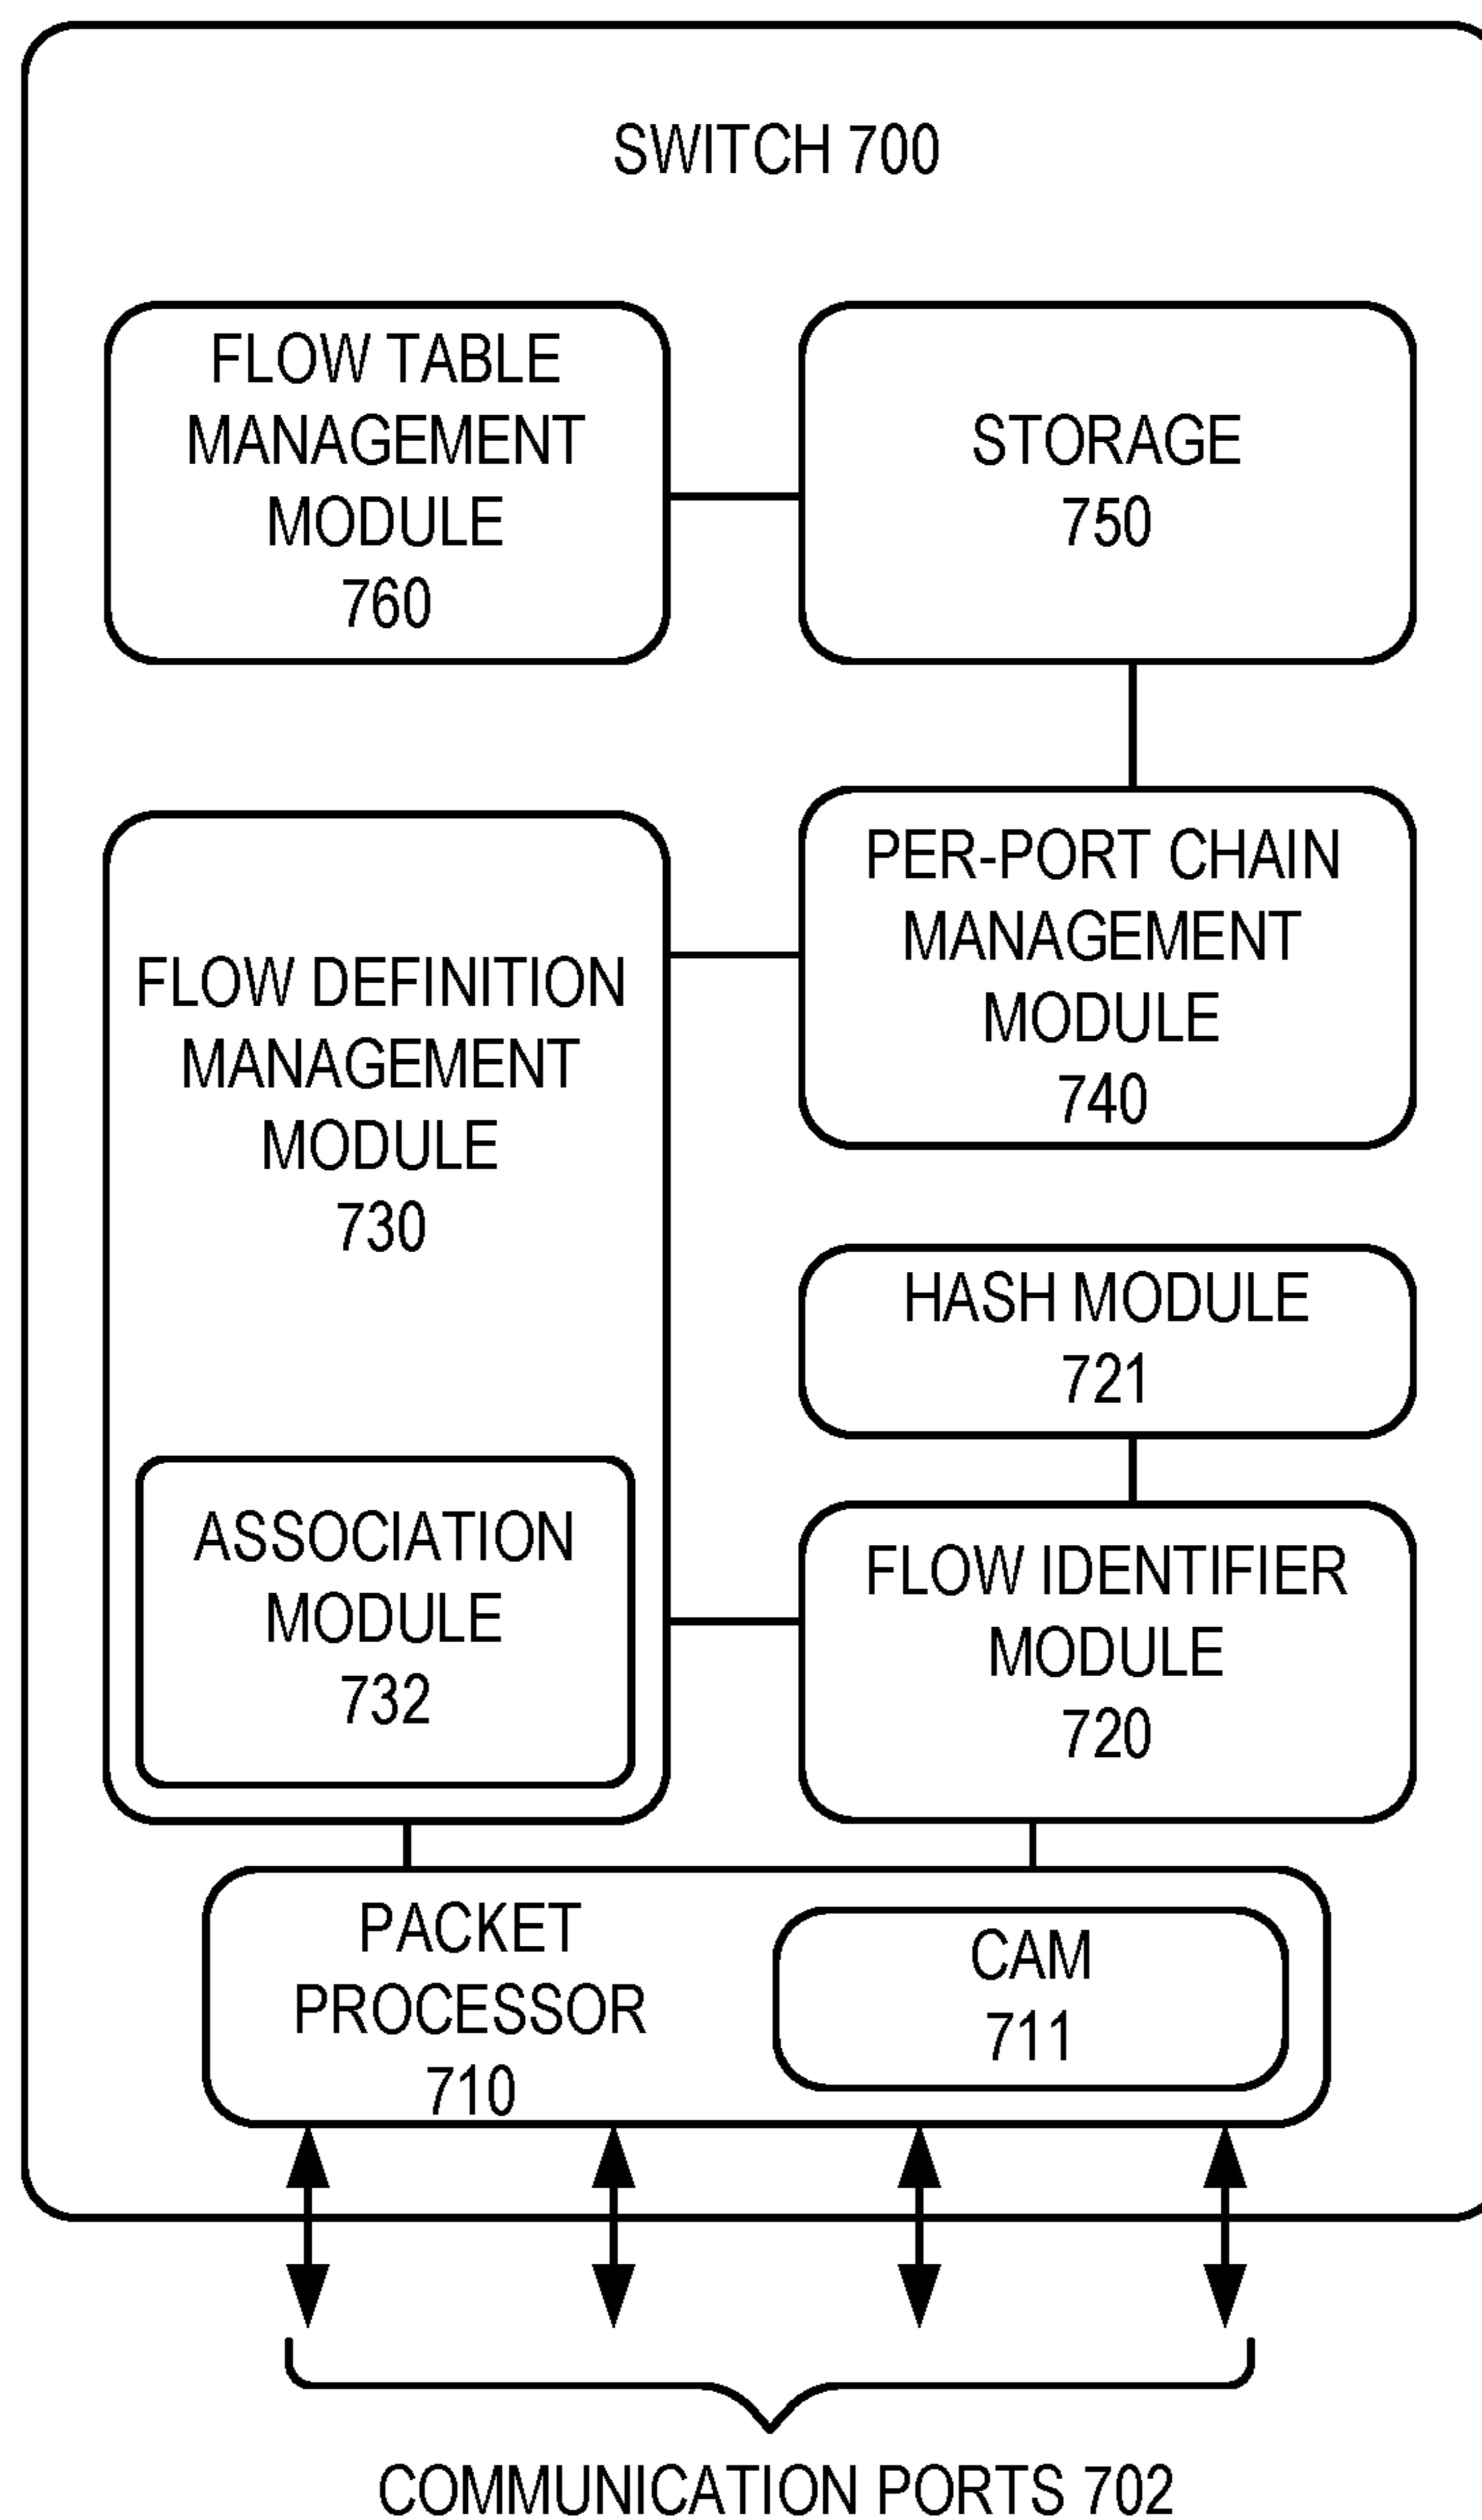 SWITCH 700
FLOW TABLE
MANAGEMENT
MODULE
760
STORAGE
750
PER-PORT CHAIN
MANAGEMENT
MODULE
740
FLOW DEFINITION
MANAGEMENT
MODULE
730
HASH MODULE
721
ASSOCIATION
MODULE
732
FLOW IDENTIFIER
MODULE
720
PACKET
PROCESSOR
710
CAM
711
COMMUNICATION PORTS 702